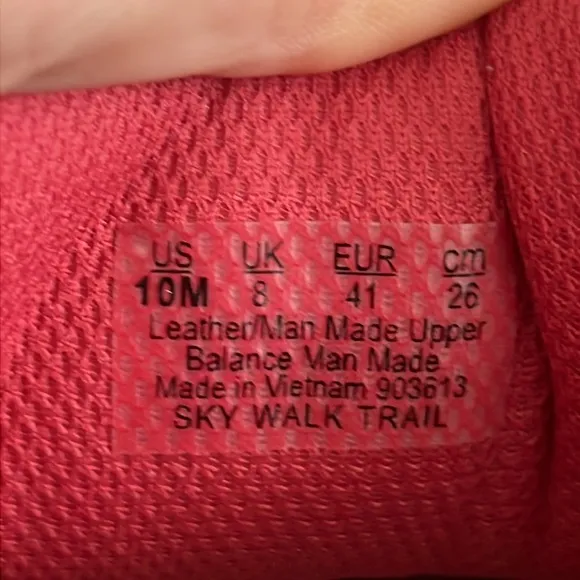 US UK EUR cm
10M 8 41 26
Leather/Man Made Upper
Balance Man Made
Made in Vietnam 903613
SKY WALK TRAIL